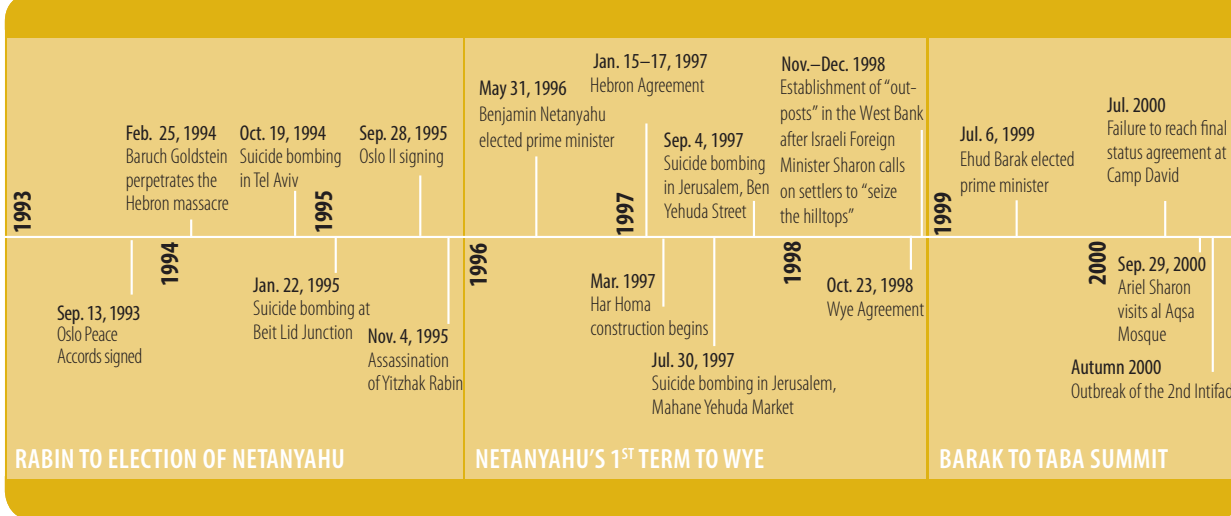 1993
Feb. 25, 1994
Baruch Goldstein
perpetrates the
Hebron massacre
Oct. 19, 1994
Suicide bombing
in Tel Aviv
1995
Sep. 28, 1995
Oslo II signing
Sep. 13, 1993
Oslo Peace
Accords signed
1994
Jan. 22, 1995
Suicide bombing at
Beit Lid Junction
Nov. 4, 1995
Assassination
of Yitzhak Rabin
RABIN TO ELECTION OF NETANYAHU
May 31, 1996
Benjamin Netanyahu
elected prime minister
Jan. 15–17, 1997
Hebron Agreement
1997
Sep. 4, 1997
Suicide bombing
in Jerusalem, Ben
Yehuda Street
Nov.–Dec. 1998
Establishment of “out-
posts” in the West Bank
after Israeli Foreign
Minister Sharon calls
on settlers to “seize
the hilltops”
1996
Mar. 1997
Har Homa
construction begins
Jul. 30, 1997
Suicide bombing in Jerusalem,
Mahane Yehuda Market
1998
Oct. 23, 1998
Wye Agreement
NETANYAHU’S 1ST TERM TO WYE
1999
Jul. 6, 1999
Ehud Barak elected
prime minister
Jul. 2000
Failure to reach final
status agreement at
Camp David
2000
Sep. 29, 2000
Ariel Sharon
visits al Aqsa
Mosque
Autumn 2000
Outbreak of the 2nd Intifad
BARAK TO TABA SUMMIT